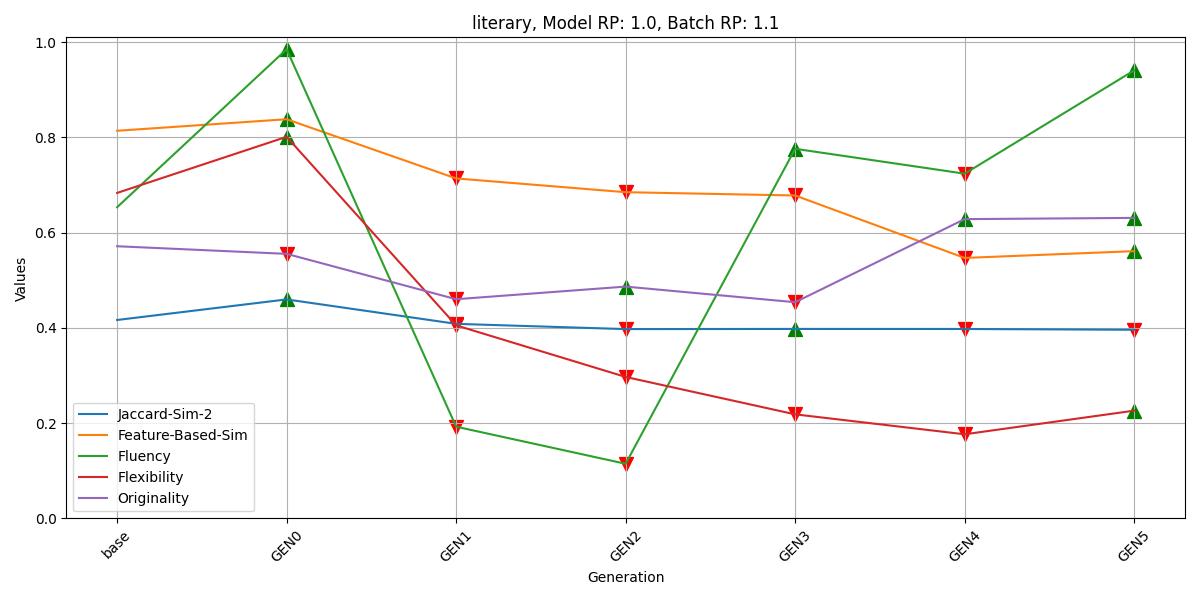 literary, Model RP: 1.0, Batch RP: 1.1
1.0
0.8
0.6
0.4
0.2
0.0
Values
Jaccard-Sim-2
Feature-Based-Sim
Fluency
Flexibility
Originality
base
GEN0
GEN1
GEN2
GEN3
GEN4
GEN5
Generation